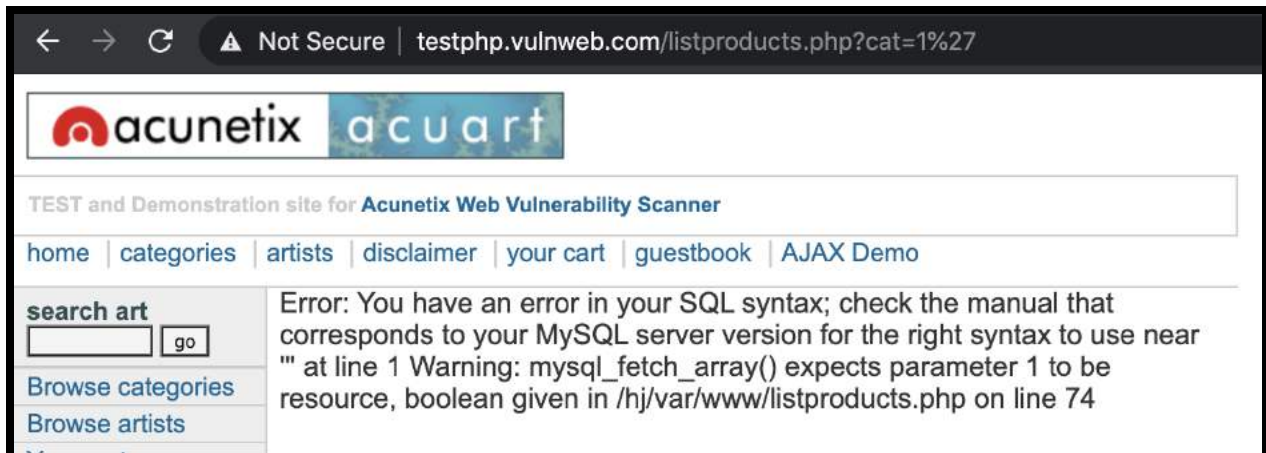 Not Secure | testphp.vulnweb.com/listproducts.php?cat=1%27
acunetix acuart
TEST and Demonstration site for Acunetix Web Vulnerability Scanner
home | categories | artists | disclaimer | your cart | guestbook | AJAX Demo
search art
go
Browse categories
Browse artists
Error: You have an error in your SQL syntax; check the manual that
corresponds to your MySQL server version for the right syntax to use near
''' at line 1 Warning: mysql_fetch_array() expects parameter 1 to be
resource, boolean given in /hj/var/www/listproducts.php on line 74